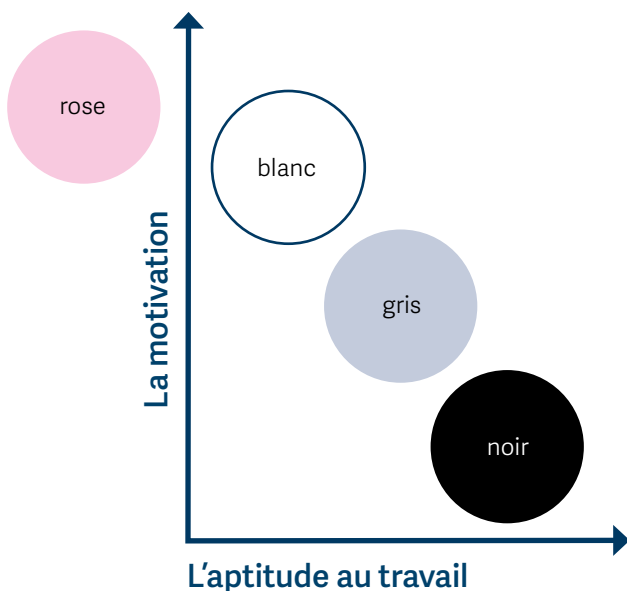 rose
blanc
gris
noir
La motivation
L'aptitude au travail